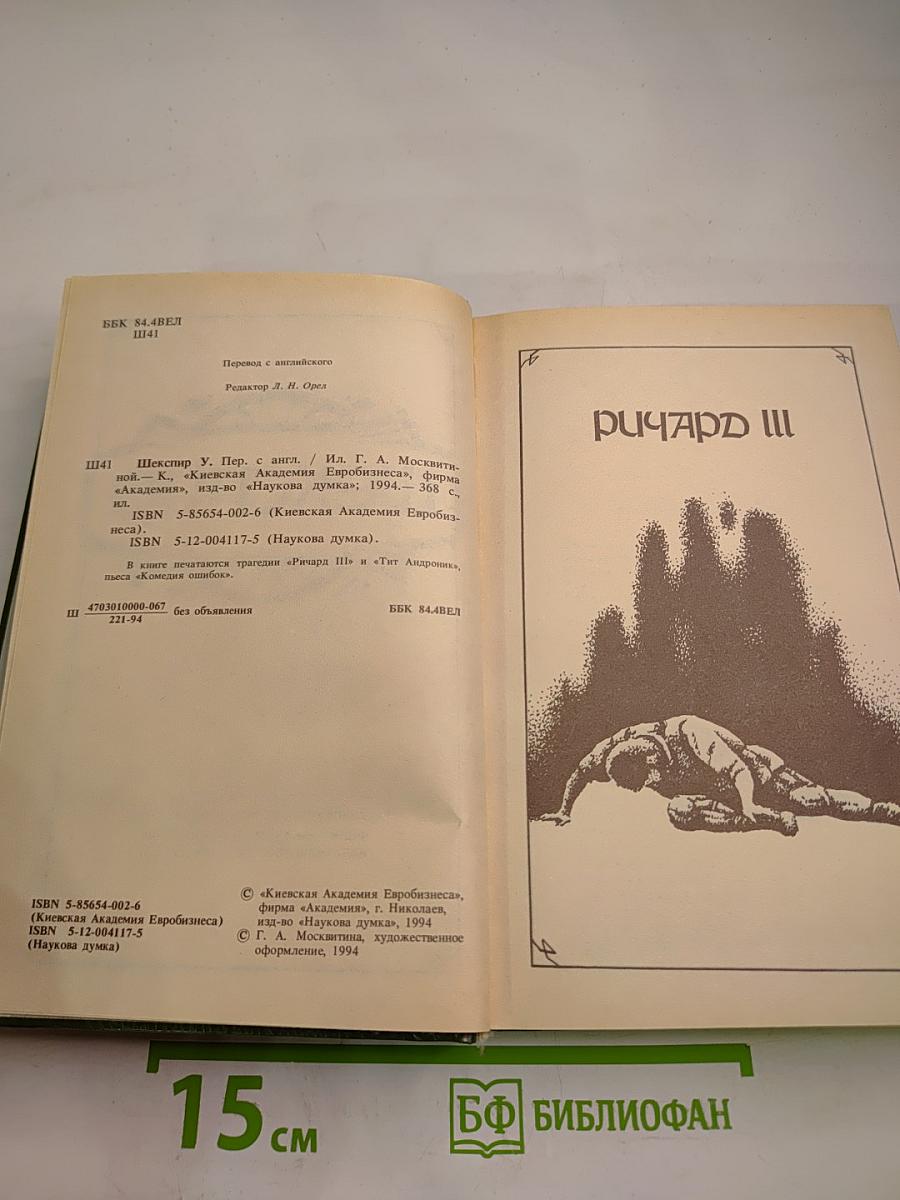 ББК 84.4ВЕЛ
Ш41
Перевод с английского
Редактор Л. Н. Орел
Ш41 Шекспир У. Пер. с англ. / Ил. Г. А. Москвити-
ной.— К., «Киевская Академия Евробизнеса», фирма
«Академия», изд-во «Наукова думка»; 1994.— 368 с.,
ил.
ISBN 5-85654-002-6 (Киевская Академия Евробиз-
неса).
ISBN 5-12-004117-5 (Наукова думка).
В книге печатаются трагедии «Ричард III» и «Тит Андроник»,
пьеса «Комедия ошибок».
Ш 4703010000-067 без объявления ББК 84.4ВЕЛ
221-94
ISBN 5-85654-002-6
(Киевская Академия Евробизнеса)
ISBN 5-12-004117-5
(Наукова думка)
© «Киевская Академия Евробизнеса»,
фирма «Академия», г. Николаев,
изд-во «Наукова думка», 1994
© Г. А. Москвитина, художественное
оформление, 1994
РИЧАРД III
15 см
БФ БИБЛИОФАН